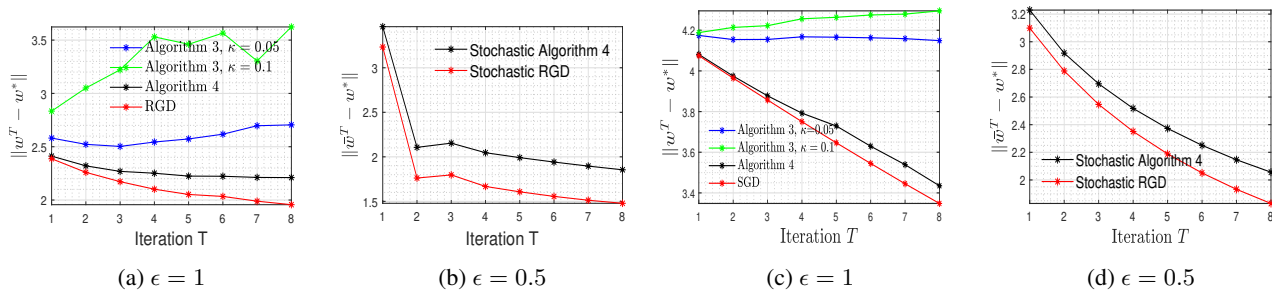 3.5
3
2.5
2
||w^T − w*||
Algorithm 3, κ = 0.05
Algorithm 3, κ = 0.1
Algorithm 4
RGD
1 2 3 4 5 6 7 8
Iteration T
(a) ϵ = 1
3
2.5
2
1.5
||w̄^T − w*||
Stochastic Algorithm 4
Stochastic RGD
1 2 3 4 5 6 7 8
Iteration T
(b) ϵ = 0.5
4.2
4
3.8
3.6
3.4
||w^T − w*||
Algorithm 3, κ=0.05
Algorithm 3, κ = 0.1
Algorithm 4
SGD
1 2 3 4 5 6 7 8
Iteration T
(c) ϵ = 1
3.2
3
2.8
2.6
2.4
2.2
2
||w̄^T − w*||
Stochastic Algorithm 4
Stochastic RGD
1 2 3 4 5 6 7 8
Iteration T
(d) ϵ = 0.5